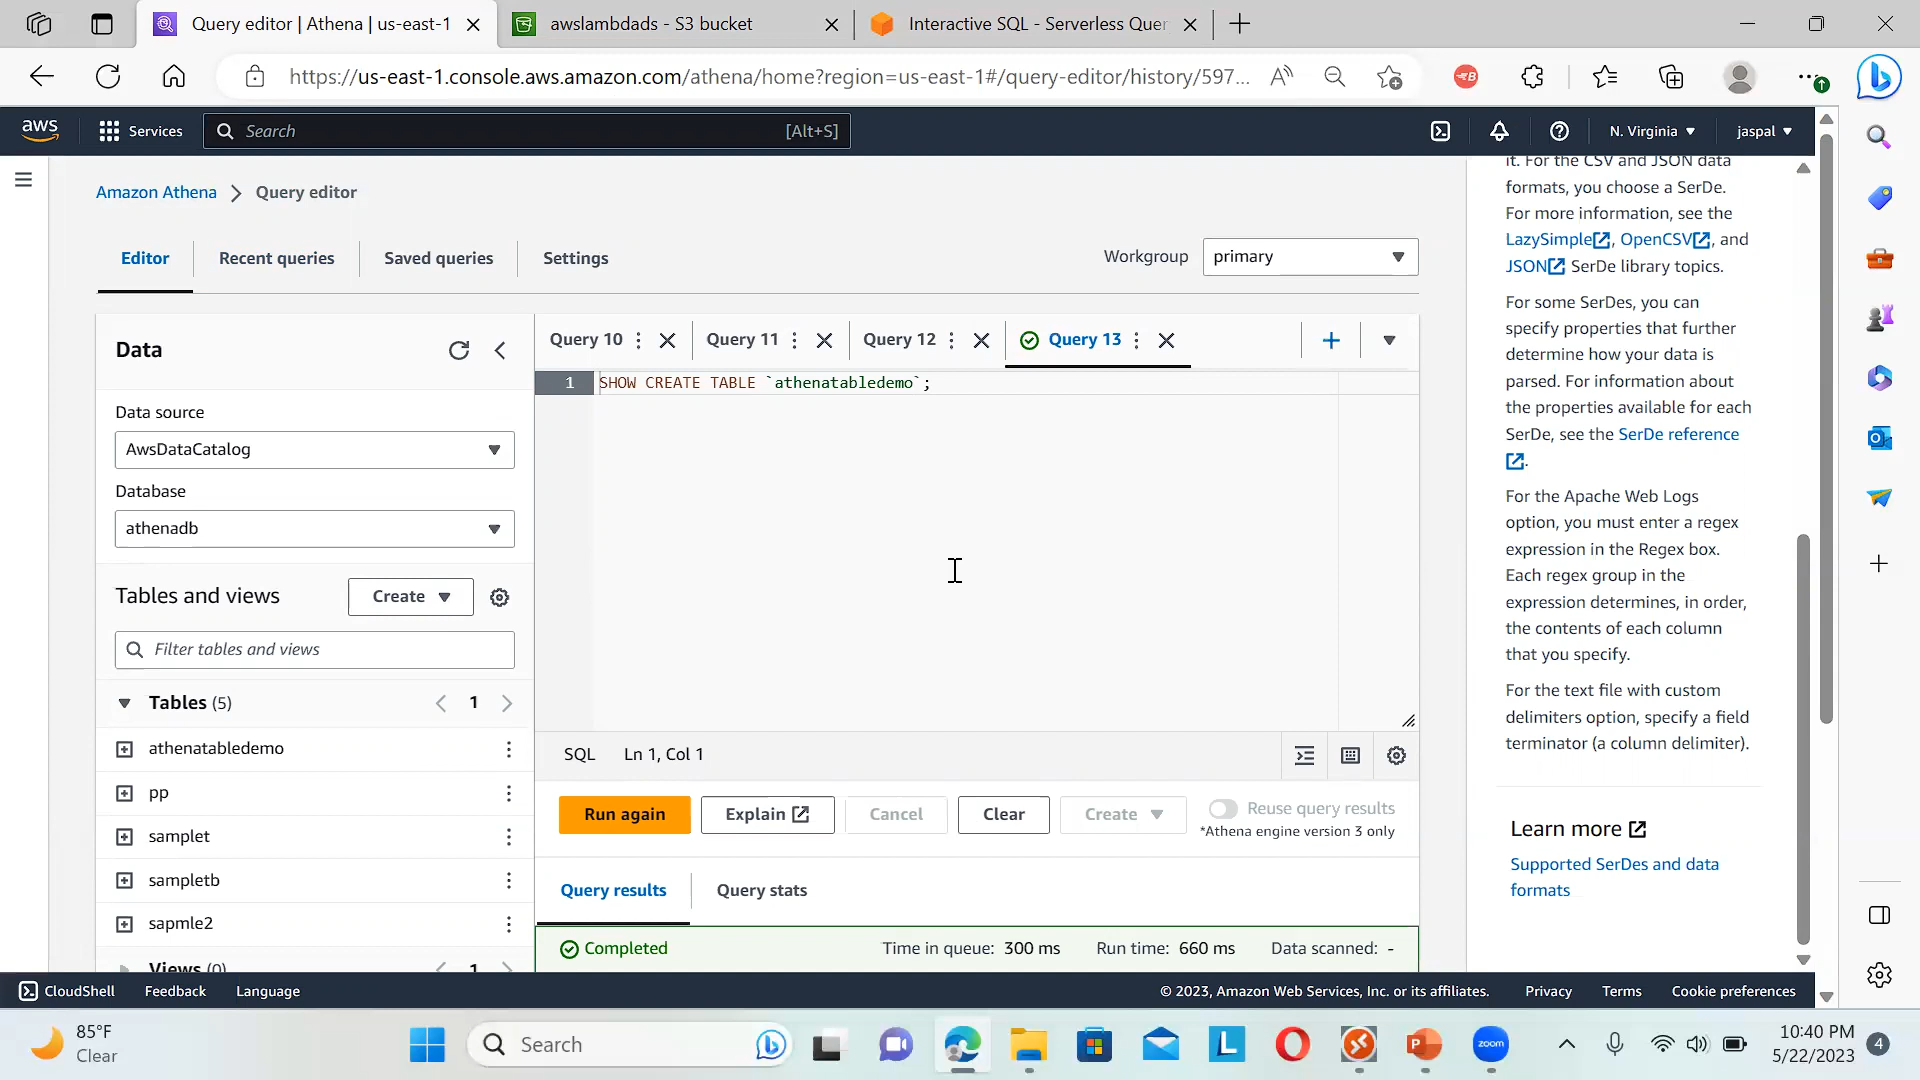 Query editor | Athena | us-east-1
awslambdads - S3 bucket
Interactive SQL - Serverless Quer
https://us-east-1.console.aws.amazon.com/athena/home?region=us-east-1#/query-editor/history/597...
aws
Services
Search
[Alt+S]
N. Virginia
jaspal
Amazon Athena
Query editor
Editor
Recent queries
Saved queries
Settings
Workgroup
primary
Data
Data source
AwsDataCatalog
Database
athenadb
Tables and views
Create
Filter tables and views
Tables (5)
1
athenatabledemo
pp
samplet
sampletb
sapmle2
Views (0)
1
Query 10
Query 11
Query 12
Query 13
1
SHOW CREATE TABLE `athenatabledemo`;
SQL
Ln 1, Col 1
Run again
Explain
Cancel
Clear
Create
Reuse query results
*Athena engine version 3 only
Query results
Query stats
Completed
Time in queue: 300 ms
Run time: 660 ms
Data scanned: -
it. For the CSV and JSON data
formats, you choose a SerDe.
For more information, see the
LazySimple, OpenCSV, and
JSON SerDe library topics.
For some SerDes, you can
specify properties that further
determine how your data is
parsed. For information about
the properties available for each
SerDe, see the SerDe reference
.
For the Apache Web Logs
option, you must enter a regex
expression in the Regex box.
Each regex group in the
expression determines, in order,
the contents of each column
that you specify.
For the text file with custom
delimiters option, specify a field
terminator (a column delimiter).
Learn more
Supported SerDes and data
formats
CloudShell
Feedback
Language
© 2023, Amazon Web Services, Inc. or its affiliates.
Privacy
Terms
Cookie preferences
85°F
Clear
Search
L
P
zoom
10:40 PM
5/22/2023
4